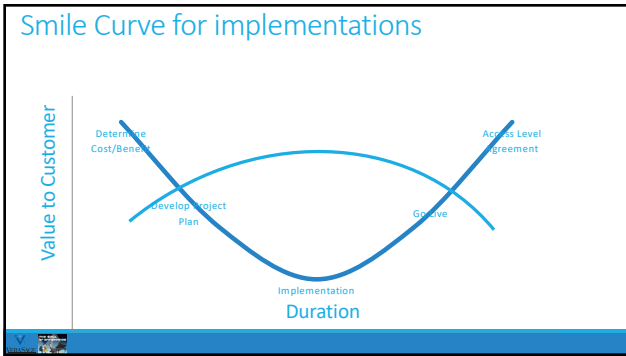 Smile Curve for implementations
Value to Customer
Determine
Cost/Benefit
Access Level
Agreement
Develop Project
Plan
Go Live
Implementation
Duration